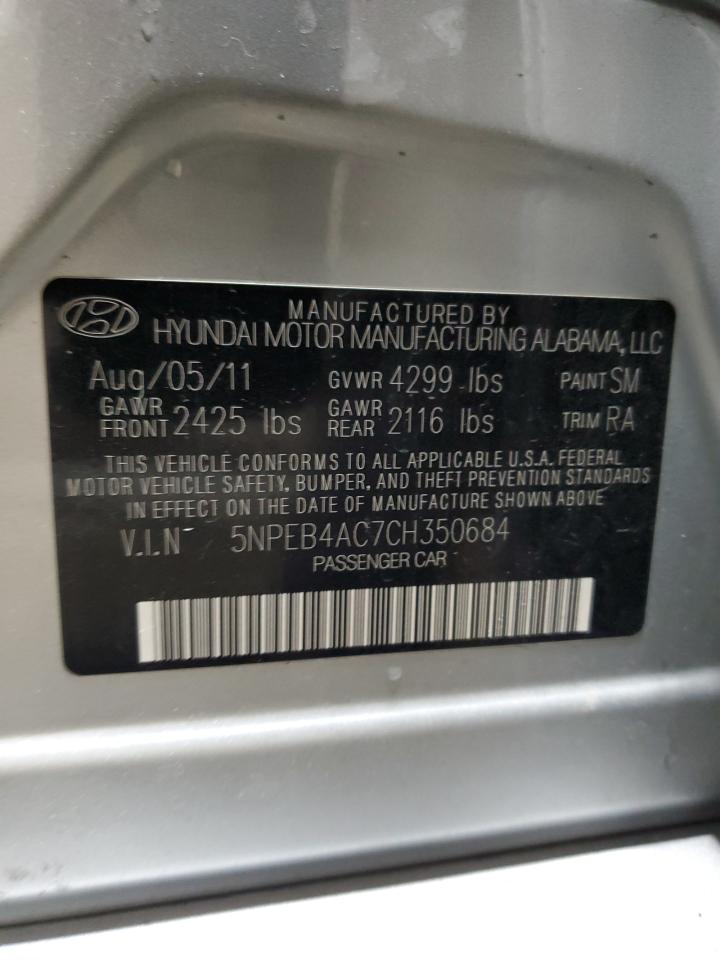 MANUFACTURED BY
HYUNDAI MOTOR MANUFACTURING ALABAMA, LLC
Aug/05/11 GVWR 4299 lbs PAINT SM
GAWR FRONT 2425 lbs GAWR REAR 2116 lbs TRIM RA
THIS VEHICLE CONFORMS TO ALL APPLICABLE U.S.A. FEDERAL
MOTOR VEHICLE SAFETY, BUMPER, AND THEFT PREVENTION STANDARDS
IN EFFECT ON THE DATE OF MANUFACTURE SHOWN ABOVE
V.I.N 5NPEB4AC7CH350684
PASSENGER CAR